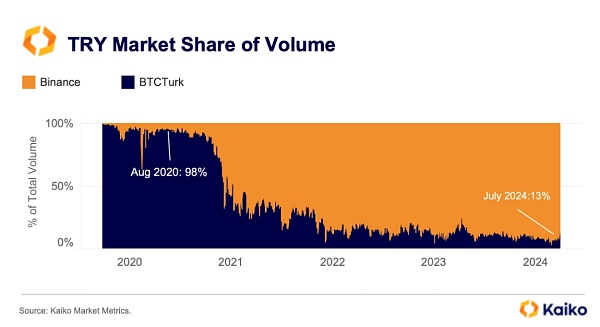 TRY Market Share of Volume
Binance
BTCTurk
% of Total Volume
100%
50%
0%
Aug 2020: 98%
July 2024:13%
2020
2021
2022
2023
2024
Source: Kaiko Market Metrics.
Kaiko